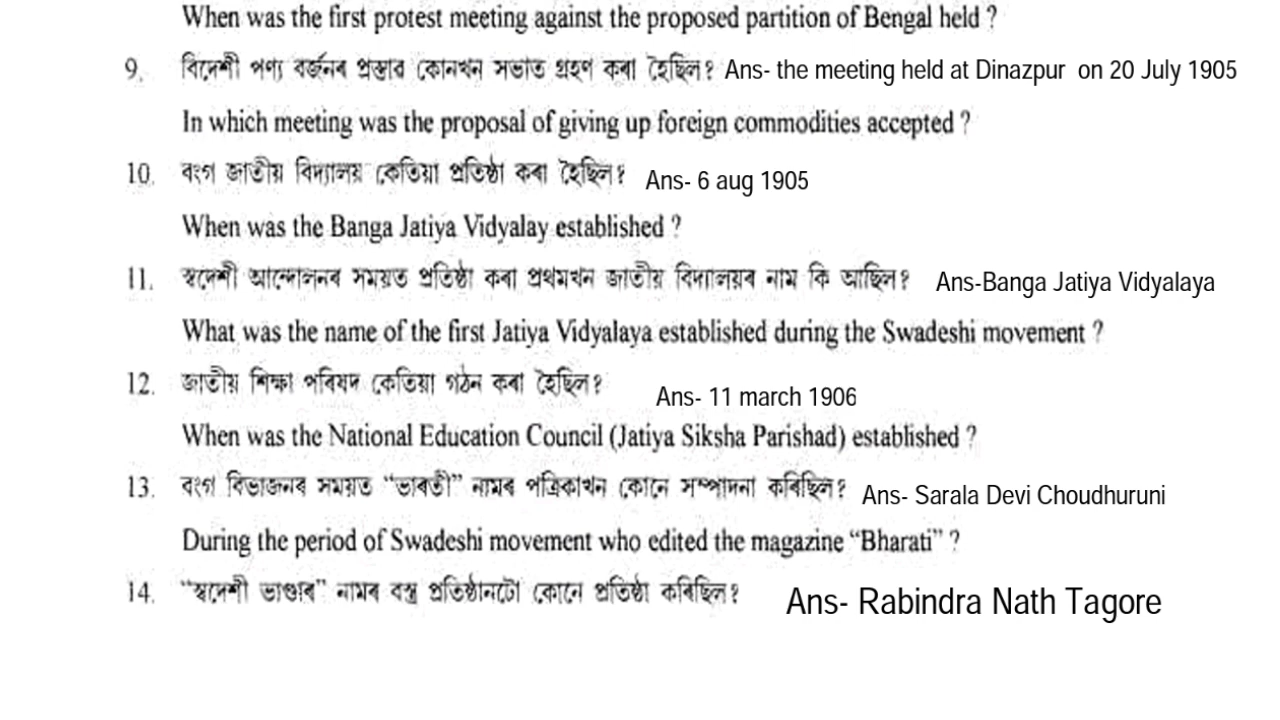 When was the first protest meeting against the proposed partition of Bengal held ?
9. বিদেশী পণ্য বৰ্জনৰ প্ৰস্তাৱ কোনখন সভাত গ্ৰহণ কৰা হৈছিল? Ans- the meeting held at Dinazpur on 20 July 1905
In which meeting was the proposal of giving up foreign commodities accepted ?
10. বংগ জাতীয় বিদ্যালয় কেতিয়া প্ৰতিষ্ঠা কৰা হৈছিল? Ans- 6 aug 1905
When was the Banga Jatiya Vidyalay established ?
11. স্বদেশী আন্দোলনৰ সময়ত প্ৰতিষ্ঠা কৰা প্ৰথমখন জাতীয় বিদ্যালয়ৰ নাম কি আছিল? Ans-Banga Jatiya Vidyalaya
What was the name of the first Jatiya Vidyalaya established during the Swadeshi movement ?
12. জাতীয় শিক্ষা পৰিষদ কেতিয়া গঠন কৰা হৈছিল? Ans- 11 march 1906
When was the National Education Council (Jatiya Siksha Parishad) established ?
13. বংগ বিভাজনৰ সময়ত “ভাৰতী” নামৰ পত্ৰিকাখন কোনে সম্পাদনা কৰিছিল? Ans- Sarala Devi Choudhuruni
During the period of Swadeshi movement who edited the magazine “Bharati” ?
14. “স্বদেশী ভাণ্ডাৰ” নামৰ বস্ত্ৰ প্ৰতিষ্ঠানটো কোনে প্ৰতিষ্ঠা কৰিছিল? Ans- Rabindra Nath Tagore